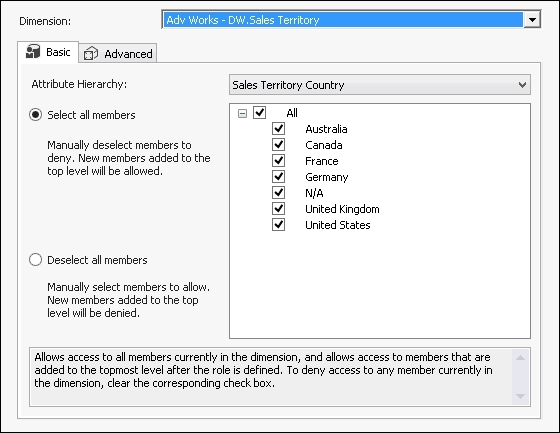 Dimension:
Adv Works - DW.Sales Territory
Basic
Advanced
Attribute Hierarchy:
Sales Territory Country
Select all members
Manually deselect members to
deny. New members added to the
top level will be allowed.
All
Australia
Canada
France
Germany
N/A
United Kingdom
United States
Deselect all members
Manually select members to allow.
New members added to the top
level will be denied.
Allows access to all members currently in the dimension, and allows access to members that are
added to the topmost level after the role is defined. To deny access to any member currently in
the dimension, clear the corresponding check box.